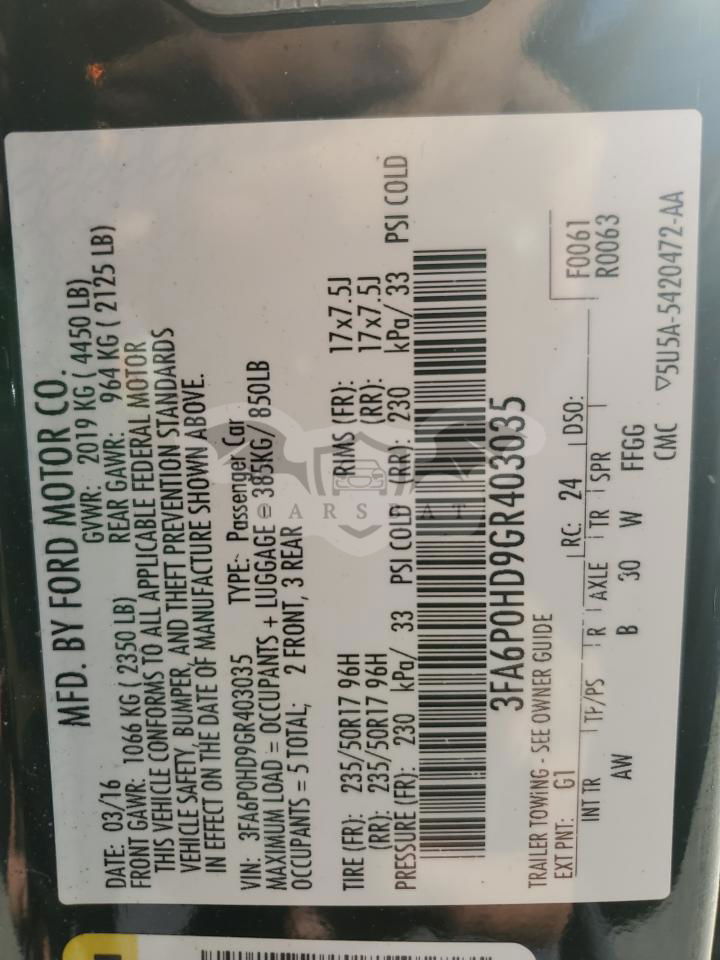 MFD. BY FORD MOTOR CO.
DATE: 03/16 GVWR: 2019 KG ( 4450 LB)
FRONT GAWR: 1066 KG ( 2350 LB) REAR GAWR: 964 KG ( 2125 LB)
THIS VEHICLE CONFORMS TO ALL APPLICABLE FEDERAL MOTOR
VEHICLE SAFETY, BUMPER, AND THEFT PREVENTION STANDARDS
IN EFFECT ON THE DATE OF MANUFACTURE SHOWN ABOVE.
VIN: 3FA6P0HD9GR403035 TYPE: Passenger Car
MAXIMUM LOAD = OCCUPANTS + LUGGAGE = 385KG/ 850LB
OCCUPANTS = 5 TOTAL; 2 FRONT, 3 REAR
TIRE (FR): 235/50R17 96H RIMS (FR): 17x7.5J
(RR): 235/50R17 96H (RR): 17x7.5J
PRESSURE (FR): 230 kPa/ 33 PSI COLD (RR): 230 kPa/ 33 PSI COLD
3FA6P0HD9GR403035
TRAILER TOWING - SEE OWNER GUIDE
EXT PNT: G1 RC: 24 DSO: F0061
INT TR TP/PS R AXLE TR SPR R0063
AW B 30 W FFGG
CMC ▽5U5A-5420472-AA
CARSEAT